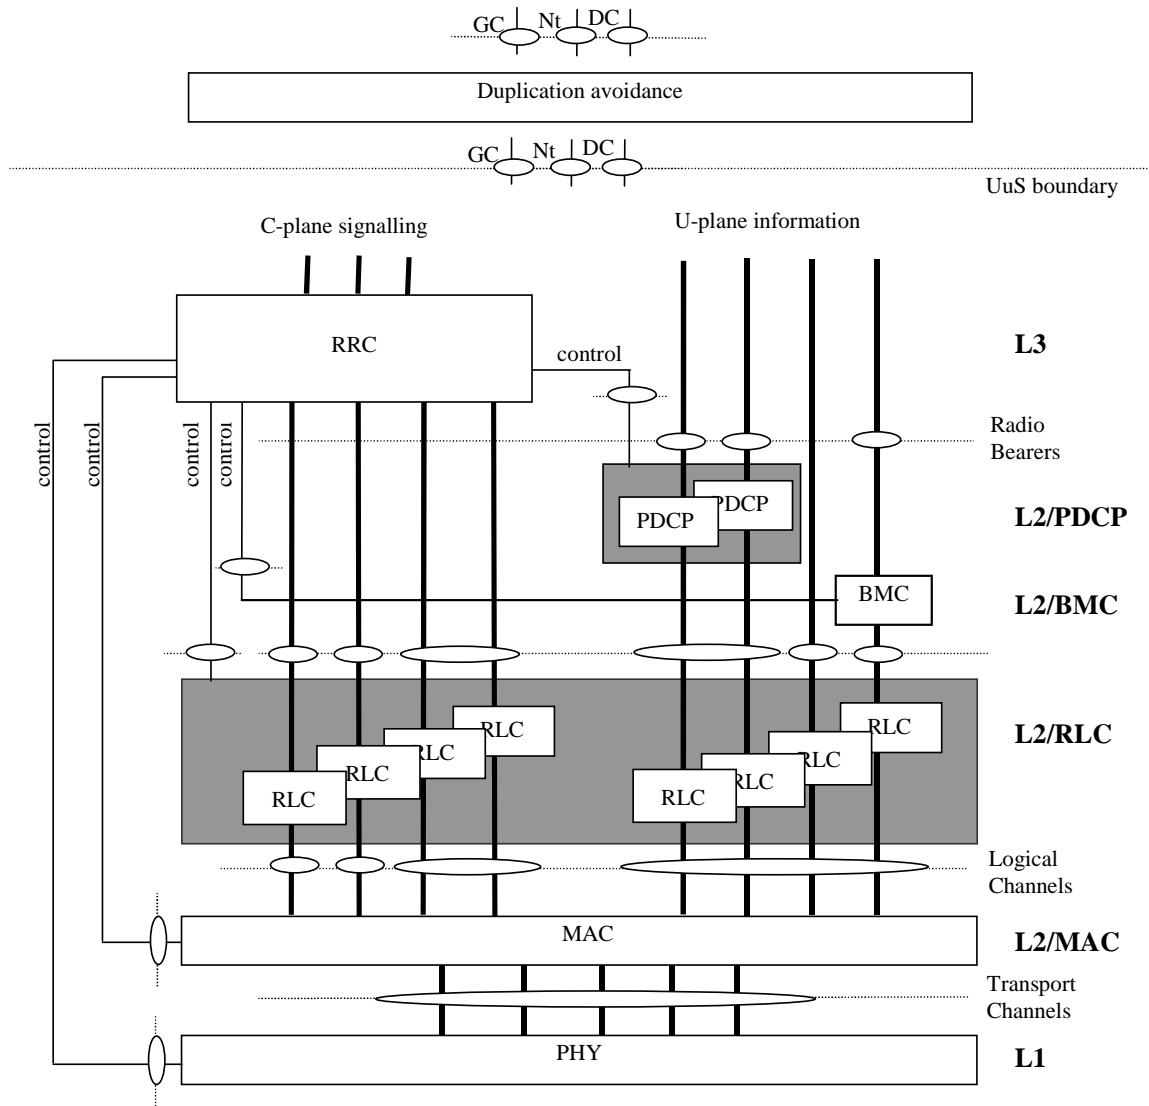 GC Nt DC
Duplication avoidance
GC Nt DC
UuS boundary
C-plane signalling
U-plane information
RRC
L3
control
control
control
control
control
Radio
Bearers
PDCP
PDCP
L2/PDCP
BMC
L2/BMC
RLC
RLC
RLC
RLC
RLC
RLC
RLC
RLC
L2/RLC
Logical
Channels
MAC
L2/MAC
Transport
Channels
PHY
L1